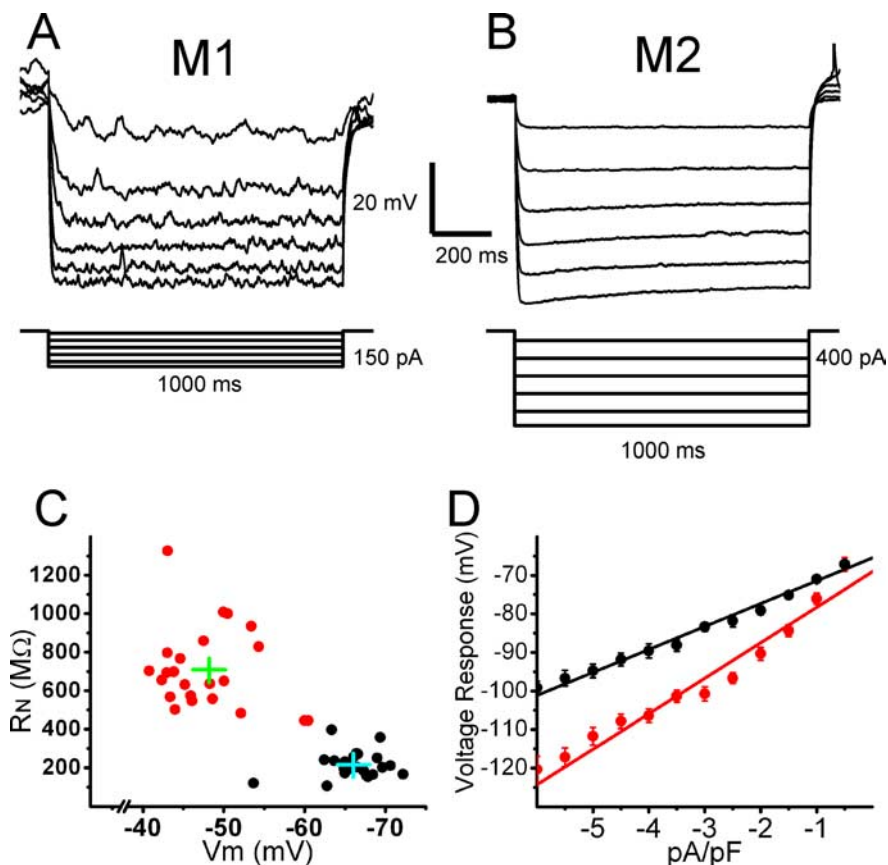 A
M1
B
M2
20 mV
200 ms
150 pA
1000 ms
400 pA
1000 ms
C
RN (MΩ)
1200
1000
800
600
400
200
-40
-50
-60
-70
Vm (mV)
D
Voltage Response (mV)
-70
-80
-90
-100
-110
-120
-5
-4
-3
-2
-1
pA/pF